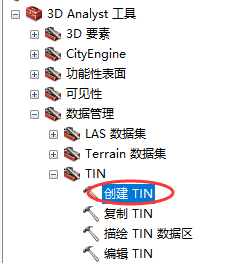 3D Analyst 工具
3D 要素
CityEngine
功能性表面
可见性
数据管理
LAS 数据集
Terrain 数据集
TIN
创建 TIN
复制 TIN
描绘 TIN 数据区
编辑 TIN